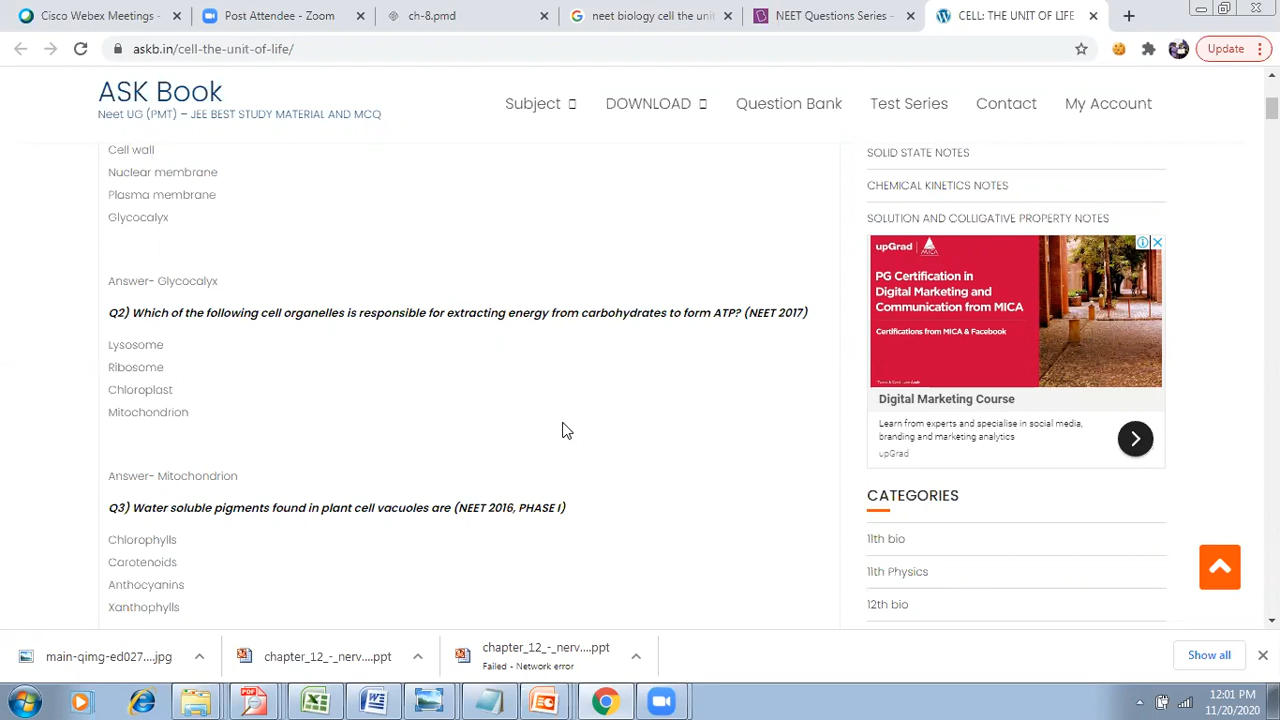 Cisco Webex Meetings -
Post Attendee - Zoom
ch-8.pmd
neet biology cell the unit
NEET Questions Series -
CELL: THE UNIT OF LIFE
askb.in/cell-the-unit-of-life/
Update
ASK Book
Neet UG (PMT) – JEE BEST STUDY MATERIAL AND MCQ
Subject
DOWNLOAD
Question Bank
Test Series
Contact
My Account
Cell wall
Nuclear membrane
Plasma membrane
Glycocalyx
Answer- Glycocalyx
Q2) Which of the following cell organelles is responsible for extracting energy from carbohydrates to form ATP? (NEET 2017)
Lysosome
Ribosome
Chloroplast
Mitochondrion
Answer- Mitochondrion
Q3) Water soluble pigments found in plant cell vacuoles are (NEET 2016, PHASE I)
Chlorophylls
Carotenoids
Anthocyanins
Xanthophylls
SOLID STATE NOTES
CHEMICAL KINETICS NOTES
SOLUTION AND COLLIGATIVE PROPERTY NOTES
upGrad MICA
PG Certification in
Digital Marketing and
Communication from MICA
Certifications from MICA & Facebook
Digital Marketing Course
Learn from experts and specialise in social media,
branding and marketing analytics
upGrad
CATEGORIES
11th bio
11th Physics
12th bio
main-qimg-ed027....jpg
chapter_12_-_nerv....ppt
chapter_12_-_nerv....ppt
Failed - Network error
Show all
12:01 PM
11/20/2020